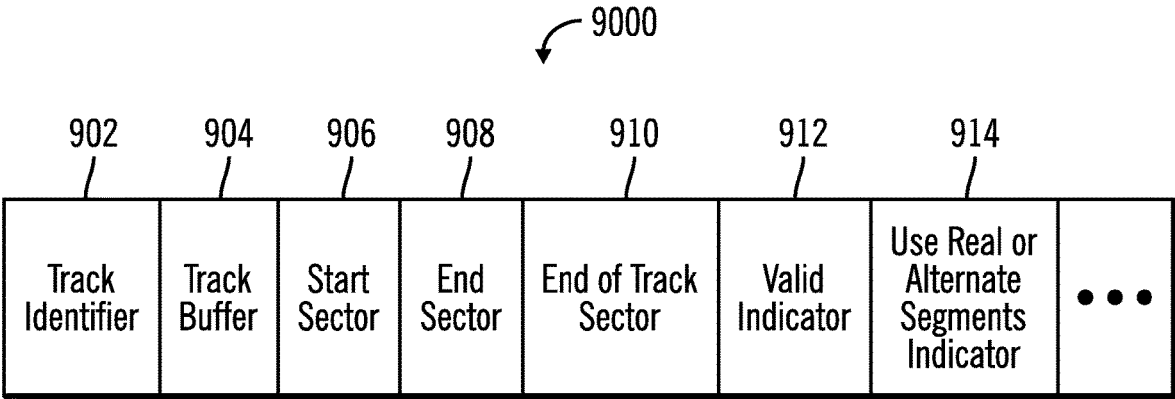 9000
902
904
906
908
910
912
914
Track
Identifier
Track
Buffer
Start
Sector
End
Sector
End of Track
Sector
Valid
Indicator
Use Real or
Alternate
Segments
Indicator
•••